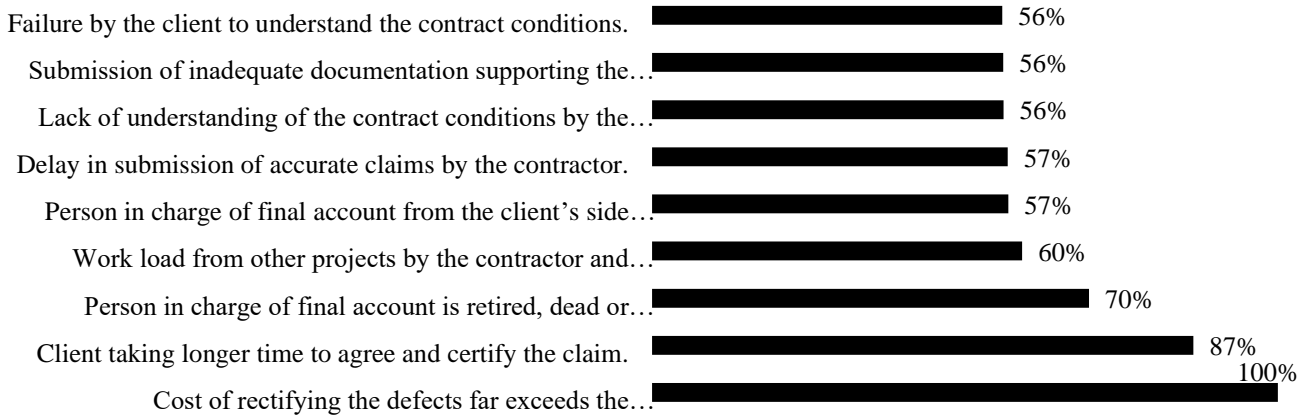 Failure by the client to understand the contract conditions. 56%
Submission of inadequate documentation supporting the… 56%
Lack of understanding of the contract conditions by the… 56%
Delay in submission of accurate claims by the contractor. 57%
Person in charge of final account from the client’s side… 57%
Work load from other projects by the contractor and… 60%
Person in charge of final account is retired, dead or… 70%
Client taking longer time to agree and certify the claim. 87%
Cost of rectifying the defects far exceeds the… 100%